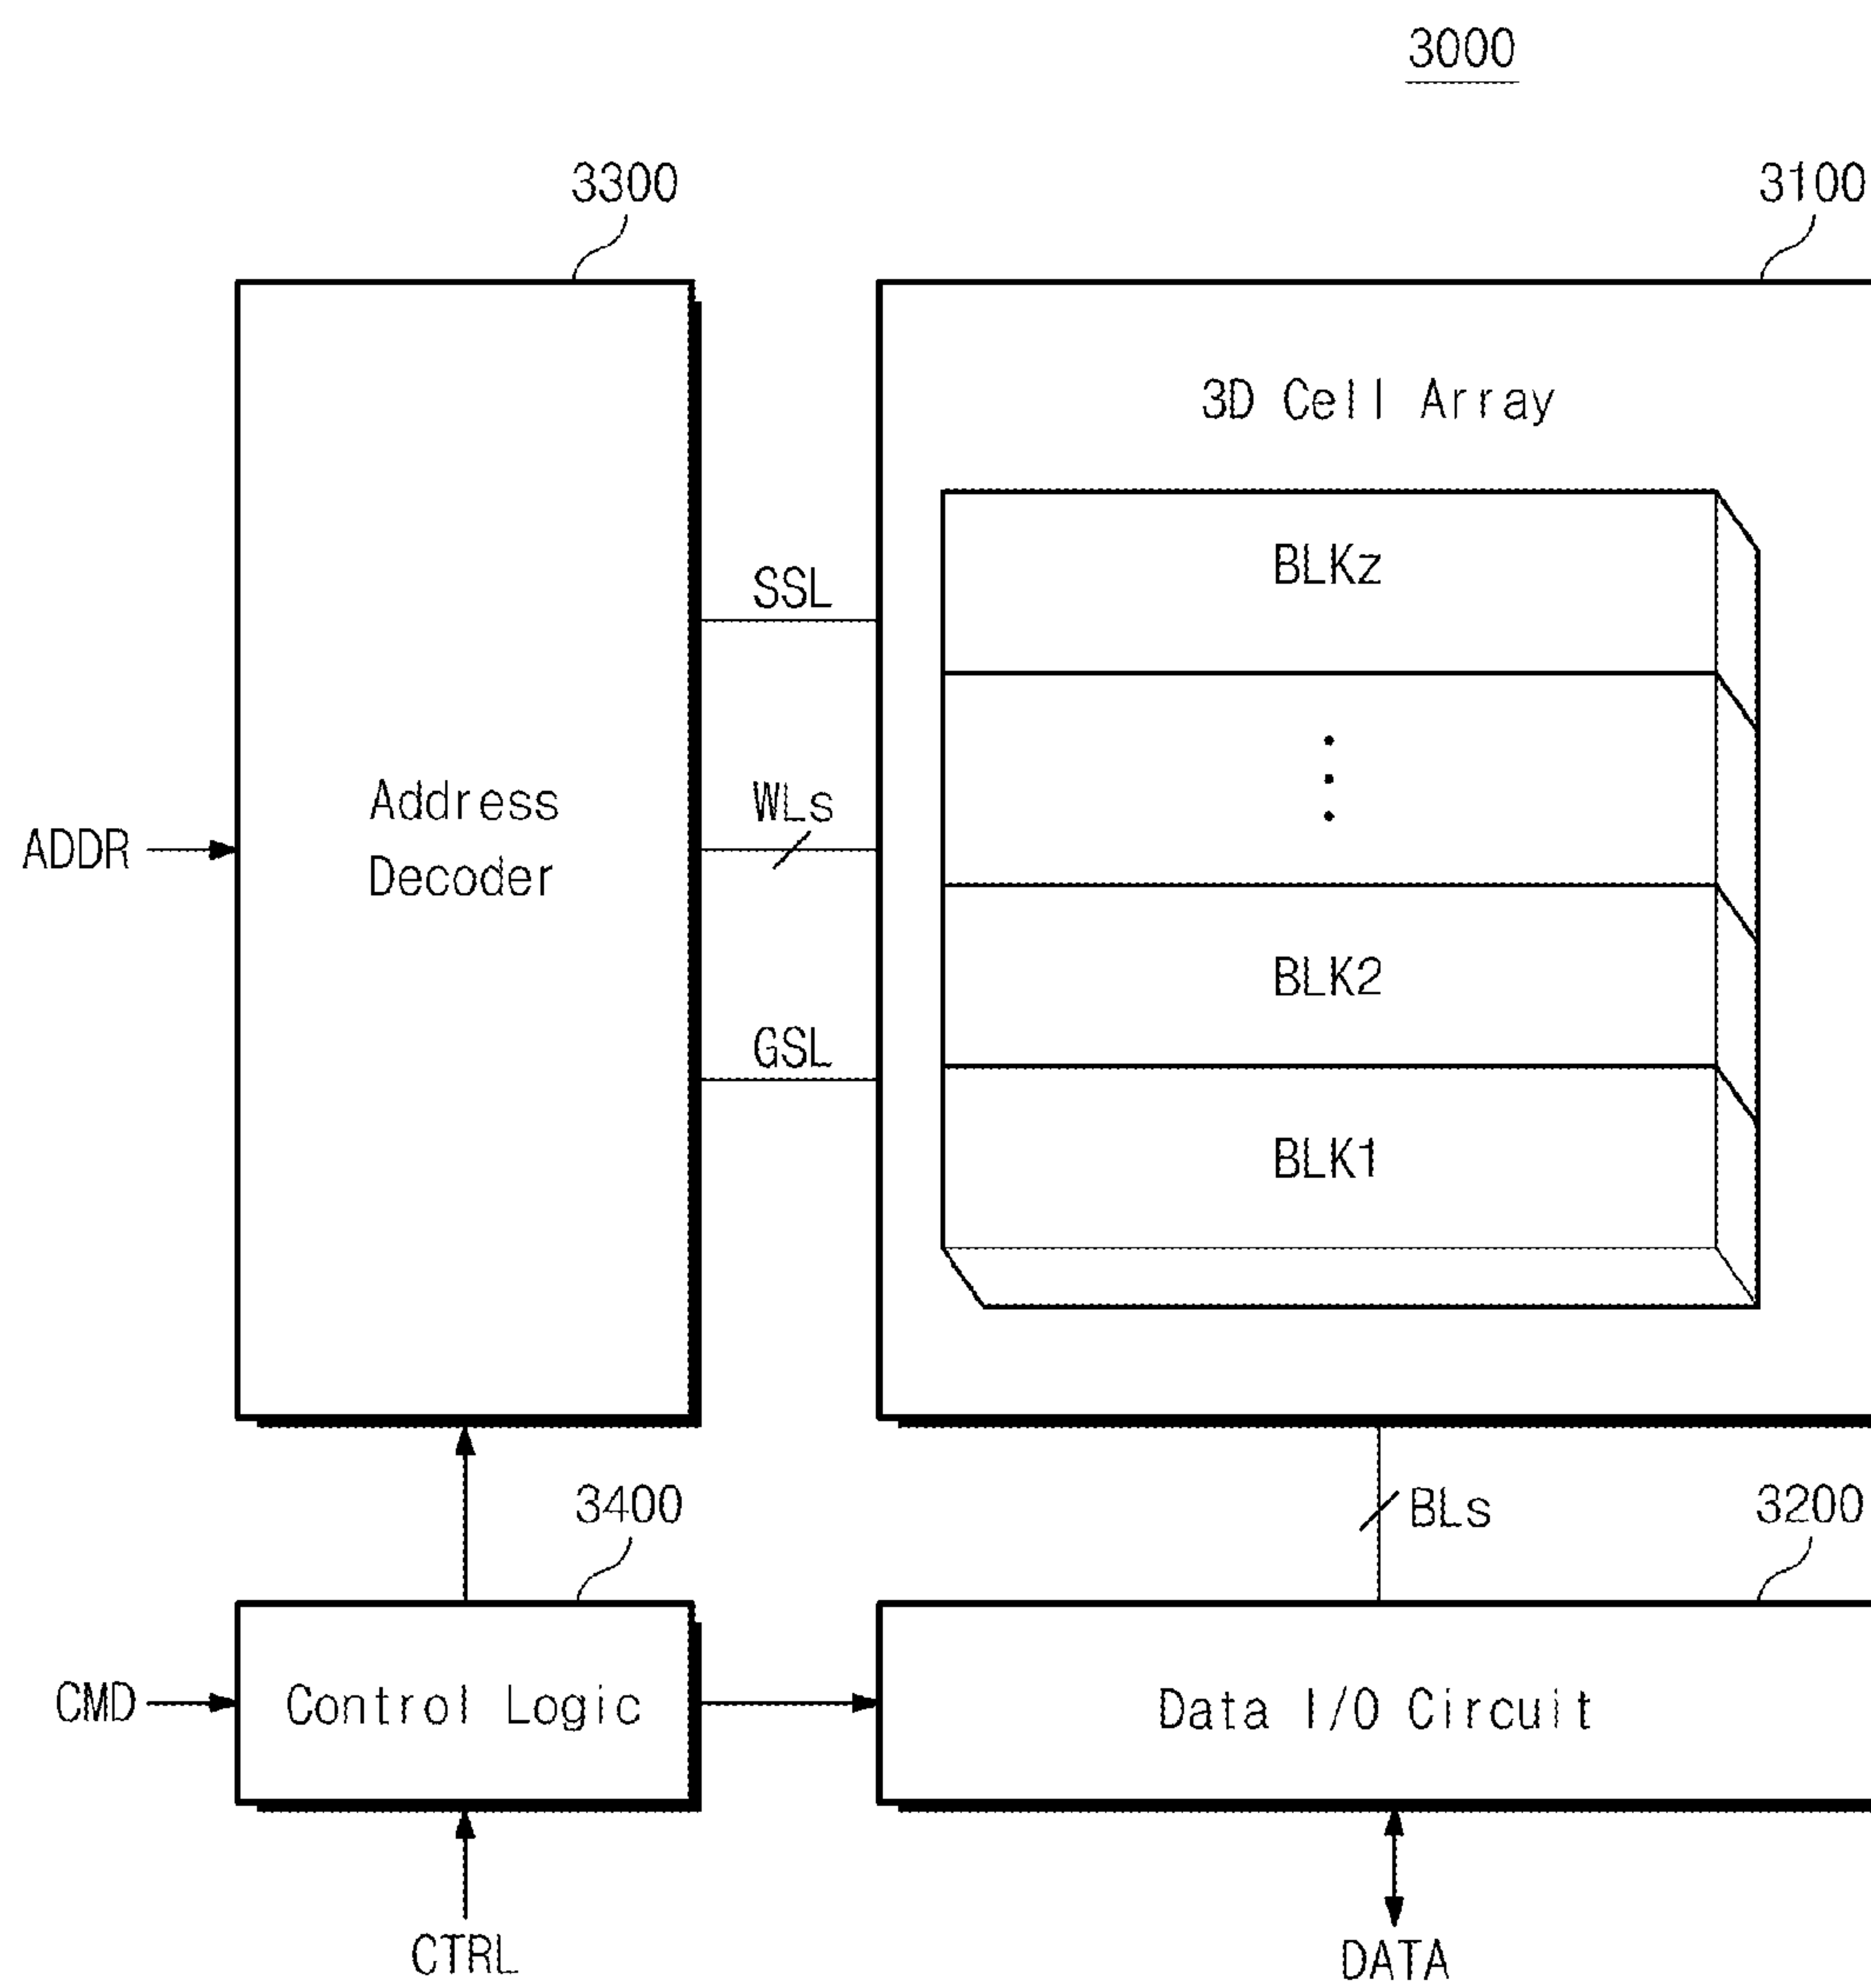 3000
3300
3100
3D Cell Array
BLKz
SSL
Address
Decoder
WLs
ADDR
BLK2
GSL
BLK1
3400
BLs
3200
CMD
Control Logic
Data I/O Circuit
CTRL
DATA